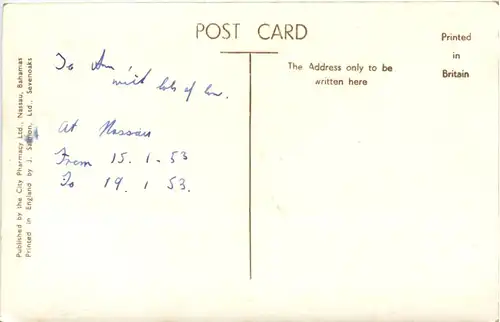 POST CARD
Printed
in
Britain
The Address only to be
written here
To Ann,
with lots of love.
At Nassau
From 15. 1. 53
To 19. 1. 53.
Published by the City Pharmacy Ltd., Nassau, Bahamas
Printed in England by J. Salmon, Ltd., Sevenoaks